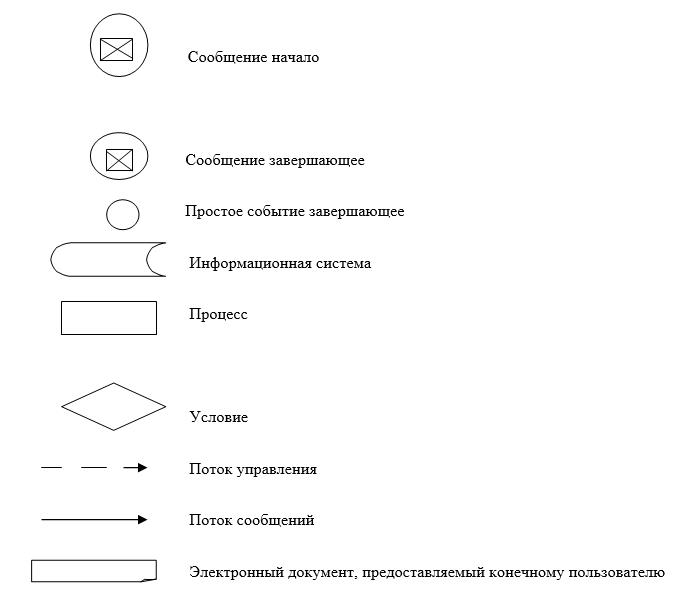 Сообщение начало
Сообщение завершающее
Простое событие завершающее
Информационная система
Процесс
Условие
Поток управления
Поток сообщений
Электронный документ, предоставляемый конечному пользователю